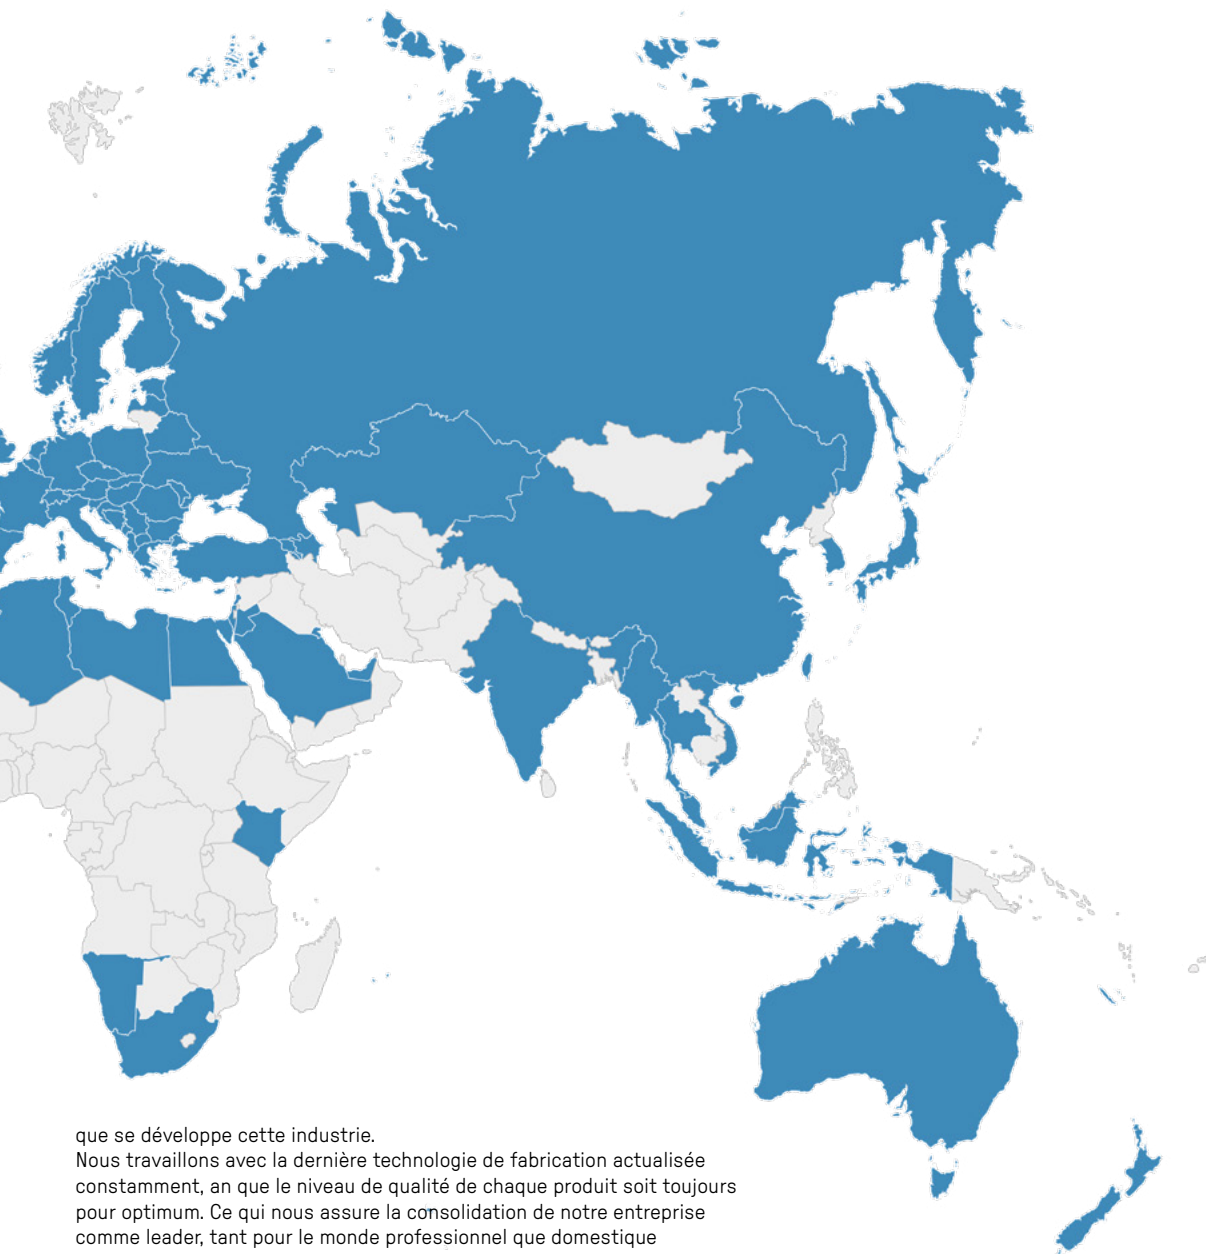 que se développe cette industrie.
Nous travaillons avec la dernière technologie de fabrication actualisée
constamment, an que le niveau de qualité de chaque produit soit toujours
pour optimum. Ce qui nous assure la consolidation de notre entreprise
comme leader, tant pour le monde professionnel que domestique